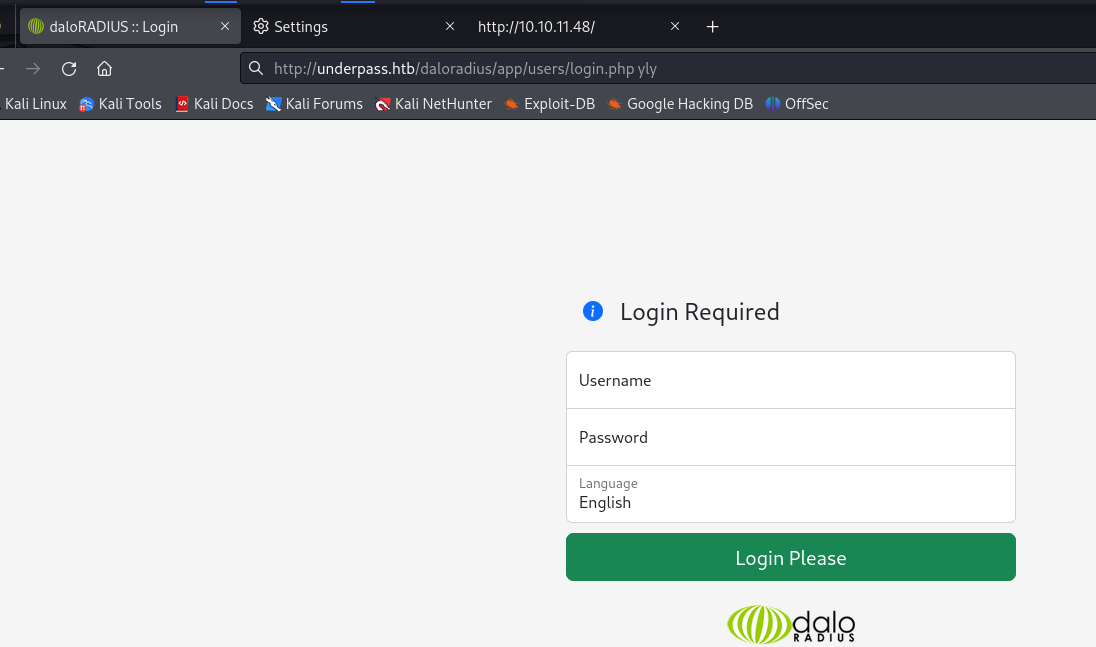 daloRADIUS :: Login
Settings
http://10.10.11.48/
http://underpass.htb/daloradius/app/users/login.php yly
Kali Linux
Kali Tools
Kali Docs
Kali Forums
Kali NetHunter
Exploit-DB
Google Hacking DB
OffSec
Login Required
Username
Password
Language
English
Login Please
dalo
RADIUS